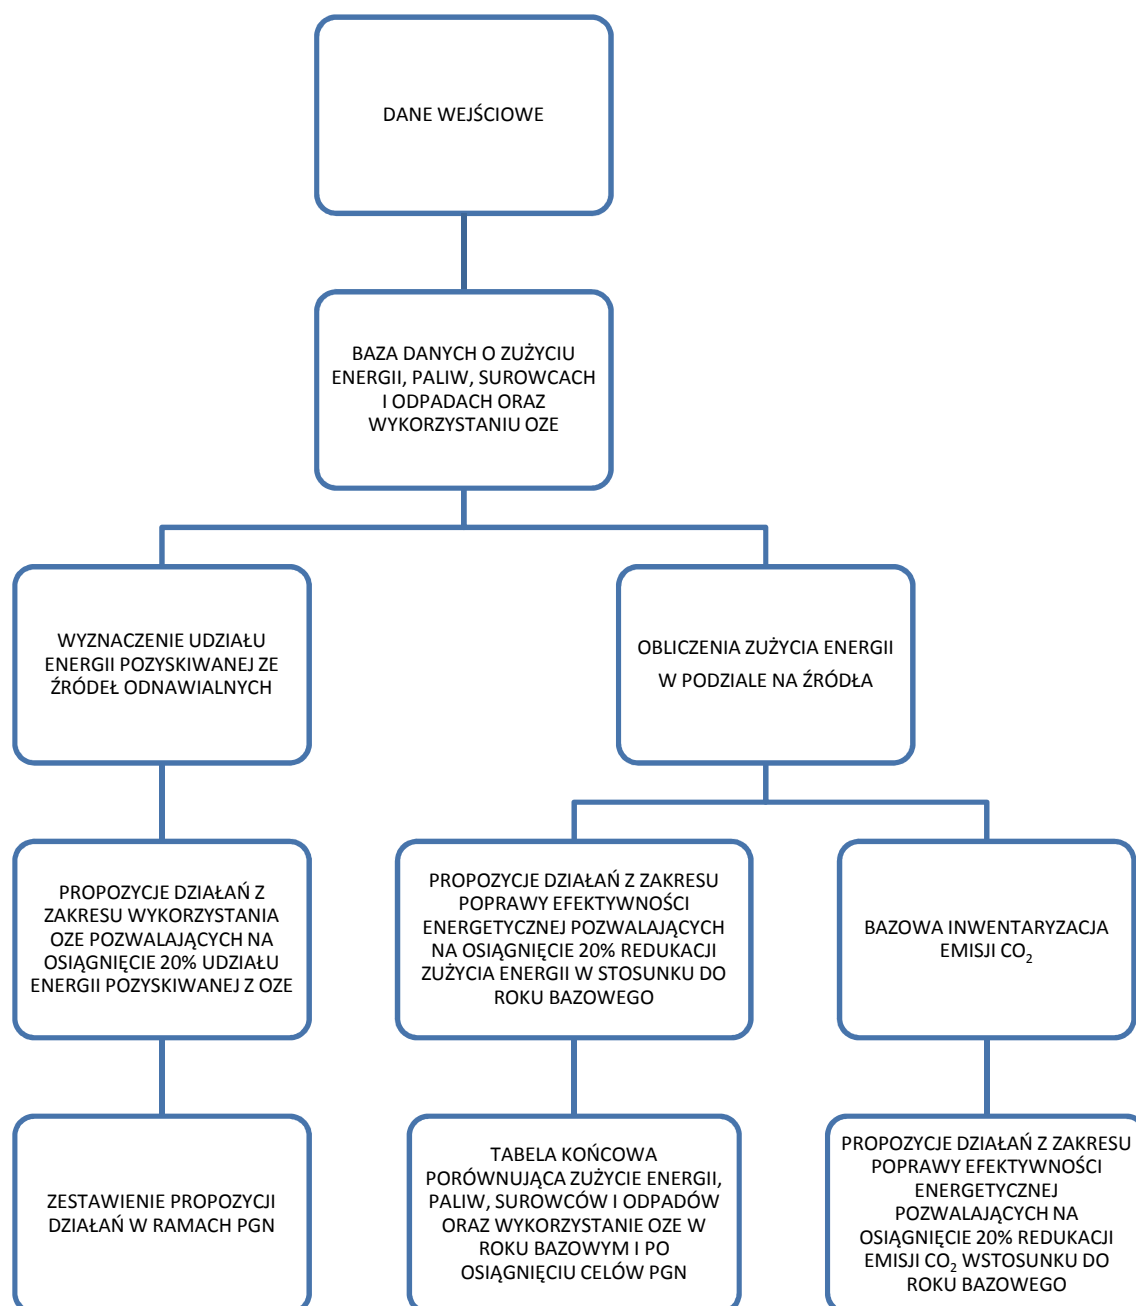 DANE WEJŚCIOWE
BAZA DANYCH O ZUŻYCIU
ENERGII, PALIW, SUROWCACH
I ODPADACH ORAZ
WYKORZYSTANIU OZE
WYZNACZENIE UDZIAŁU
ENERGII POZYSKIWANEJ ZE
ŹRÓDEŁ ODNAWIALNYCH
OBLICZENIA ZUŻYCIA ENERGII
W PODZIALE NA ŹRÓDŁA
PROPOZYCJE DZIAŁAŃ Z
ZAKRESU WYKORZYSTANIA
OZE POZWALAJĄCYCH NA
OSIĄGNIĘCIE 20% UDZIAŁU
ENERGII POZYSKIWANEJ Z OZE
PROPOZYCJE DZIAŁAŃ Z ZAKRESU
POPRAWY EFEKTYWNOŚCI
ENERGETYCZNEJ POZWALAJĄCYCH
NA OSIĄGNIĘCIE 20% REDUKACJI
ZUŻYCIA ENERGII W STOSUNKU DO
ROKU BAZOWEGO
BAZOWA INWENTARYZACJA
EMISJI CO₂
ZESTAWIENIE PROPOZYCJI
DZIAŁAŃ W RAMACH PGN
TABELA KOŃCOWA
PORÓWNUJĄCA ZUŻYCIE ENERGII,
PALIW, SUROWCÓW I ODPADÓW
ORAZ WYKORZYSTANIE OZE W
ROKU BAZOWYM I PO
OSIĄGNIĘCIU CELÓW PGN
PROPOZYCJE DZIAŁAŃ Z ZAKRESU
POPRAWY EFEKTYWNOŚCI
ENERGETYCZNEJ
POZWALAJĄCYCH NA
OSIĄGNIĘCIE 20% REDUKACJI
EMISJI CO₂ WSTOSUNKU DO
ROKU BAZOWEGO